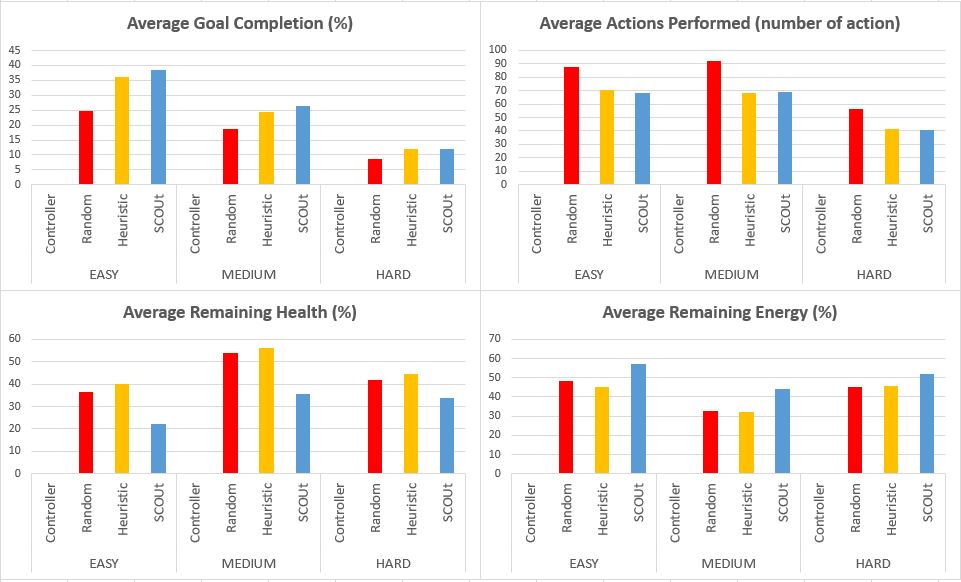 Average Goal Completion (%)
45
40
35
30
25
20
15
10
5
0
Controller
Random
Heuristic
SCOUt
Controller
Random
Heuristic
SCOUt
Controller
Random
Heuristic
SCOUt
EASY
MEDIUM
HARD
Average Actions Performed (number of action)
100
90
80
70
60
50
40
30
20
10
0
Controller
Random
Heuristic
SCOUt
Controller
Random
Heuristic
SCOUt
Controller
Random
Heuristic
SCOUt
EASY
MEDIUM
HARD
Average Remaining Health (%)
60
50
40
30
20
10
0
Controller
Random
Heuristic
SCOUt
Controller
Random
Heuristic
SCOUt
Controller
Random
Heuristic
SCOUt
EASY
MEDIUM
HARD
Average Remaining Energy (%)
70
60
50
40
30
20
10
0
Controller
Random
Heuristic
SCOUt
Controller
Random
Heuristic
SCOUt
Controller
Random
Heuristic
SCOUt
EASY
MEDIUM
HARD